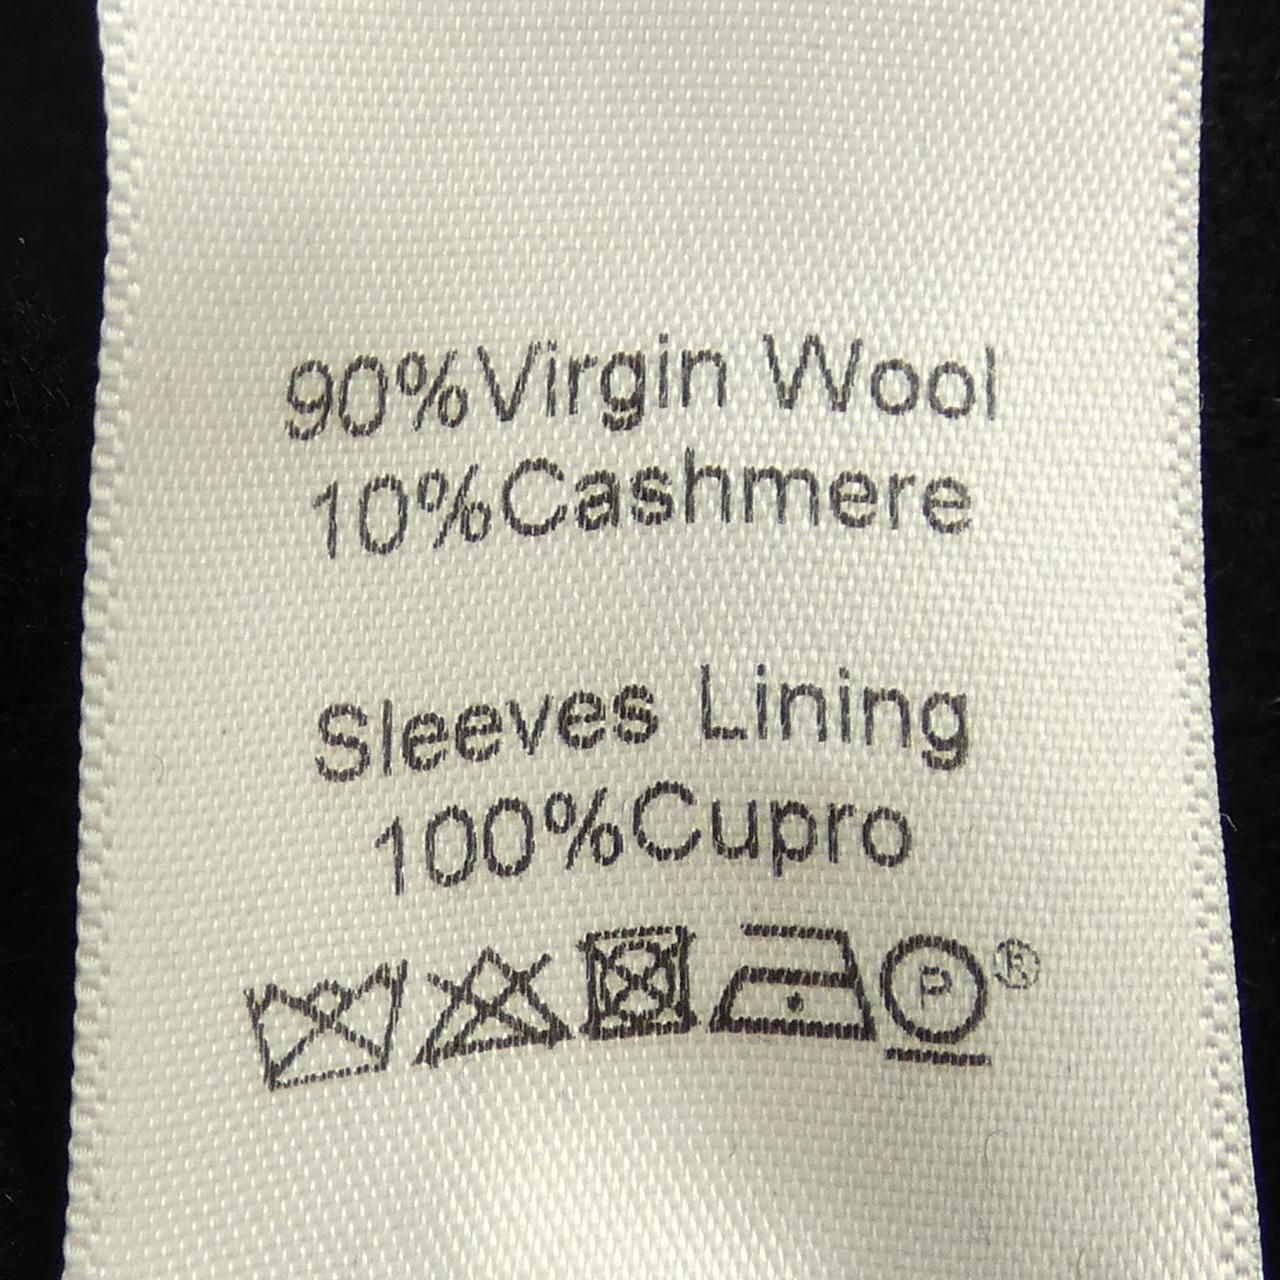 90%Virgin Wool
10%Cashmere
Sleeves Lining
100%Cupro
P ®